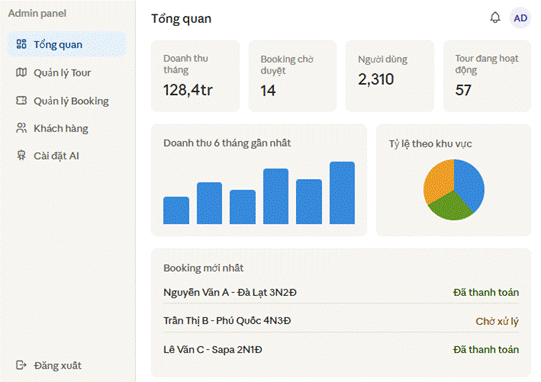 Admin panel
Tổng quan
Quản lý Tour
Quản lý Booking
Khách hàng
Cài đặt AI
Đăng xuất
Tổng quan
AD
Doanh thu
tháng
128,4tr
Booking chờ
duyệt
14
Người dùng
2,310
Tour đang hoạt
động
57
Doanh thu 6 tháng gần nhất
Tỷ lệ theo khu vực
Booking mới nhất
Nguyễn Văn A - Đà Lạt 3N2Đ Đã thanh toán
Trần Thị B - Phú Quốc 4N3Đ Chờ xử lý
Lê Văn C - Sapa 2N1Đ Đã thanh toán